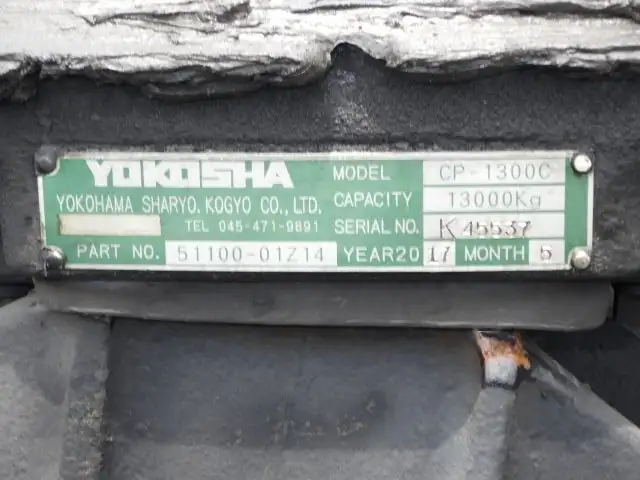 YOKOSHA
YOKOHAMA SHARYO. KOGYO CO., LTD.
TEL 045-471-9891
PART NO. 51100-01Z14
MODEL CP-1300C
CAPACITY 13000Kg
SERIAL NO. K 45537
YEAR20 17 MONTH 5